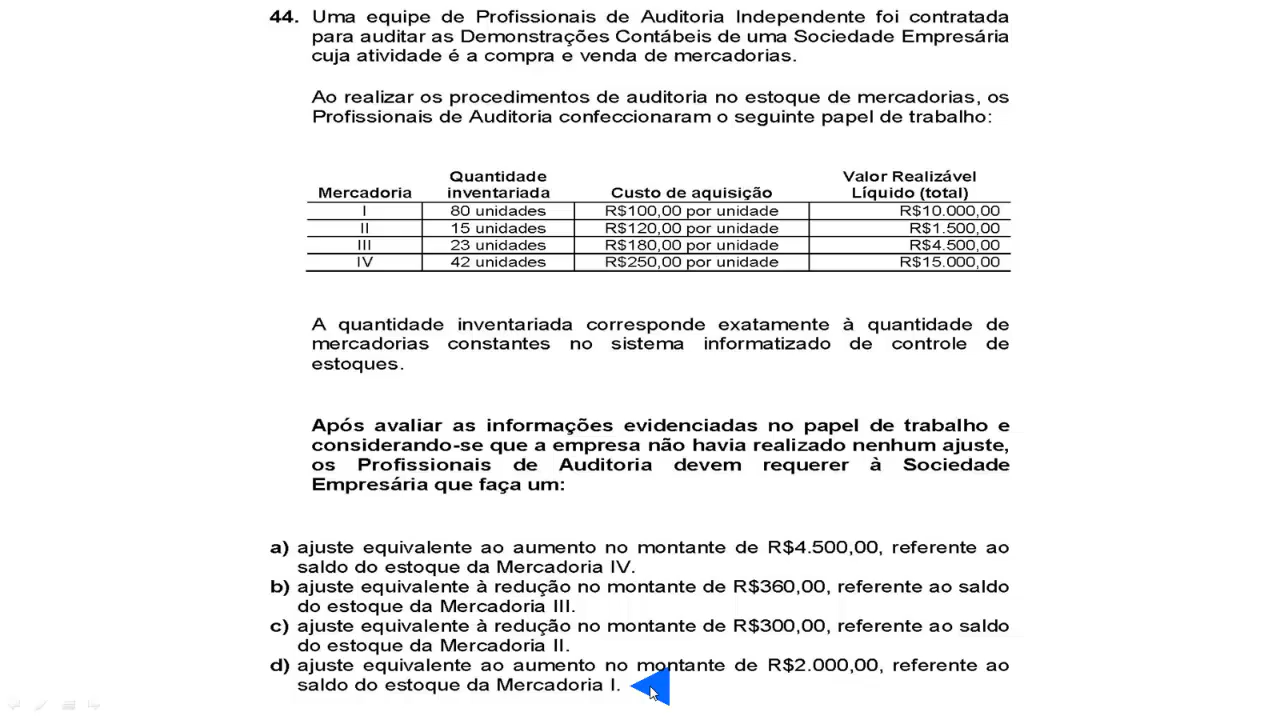 44. Uma equipe de Profissionais de Auditoria Independente foi contratada
para auditar as Demonstrações Contábeis de uma Sociedade Empresária
cuja atividade é a compra e venda de mercadorias.
Ao realizar os procedimentos de auditoria no estoque de mercadorias, os
Profissionais de Auditoria confeccionaram o seguinte papel de trabalho:
Mercadoria Quantidade inventariada Custo de aquisição Valor Realizável Líquido (total)
I 80 unidades R$100,00 por unidade R$10.000,00
II 15 unidades R$120,00 por unidade R$1.500,00
III 23 unidades R$180,00 por unidade R$4.500,00
IV 42 unidades R$250,00 por unidade R$15.000,00
A quantidade inventariada corresponde exatamente à quantidade de
mercadorias constantes no sistema informatizado de controle de
estoques.
Após avaliar as informações evidenciadas no papel de trabalho e
considerando-se que a empresa não havia realizado nenhum ajuste,
os Profissionais de Auditoria devem requerer à Sociedade
Empresária que faça um:
a) ajuste equivalente ao aumento no montante de R$4.500,00, referente ao
saldo do estoque da Mercadoria IV.
b) ajuste equivalente à redução no montante de R$360,00, referente ao saldo
do estoque da Mercadoria III.
c) ajuste equivalente à redução no montante de R$300,00, referente ao saldo
do estoque da Mercadoria II.
d) ajuste equivalente ao aumento no montante de R$2.000,00, referente ao
saldo do estoque da Mercadoria I.